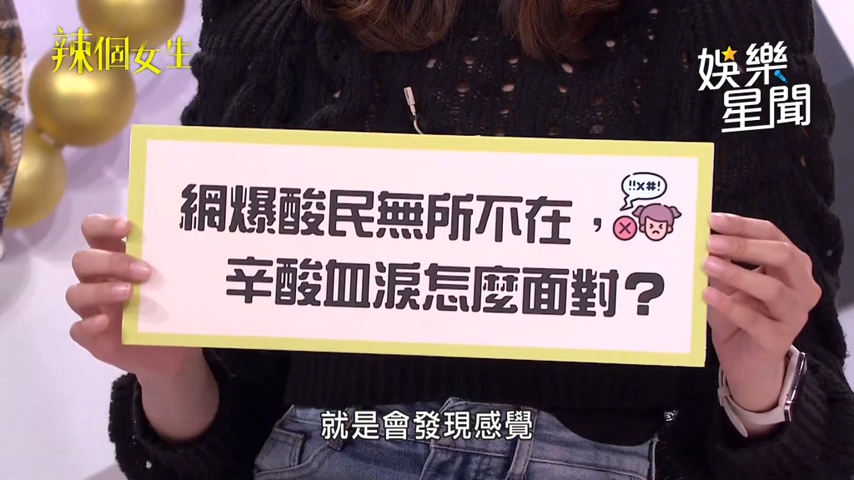 辣個女生
娛樂
星聞
!!x#!
網爆酸民無所不在，
辛酸血淚怎麼面對？
就是會發現感覺